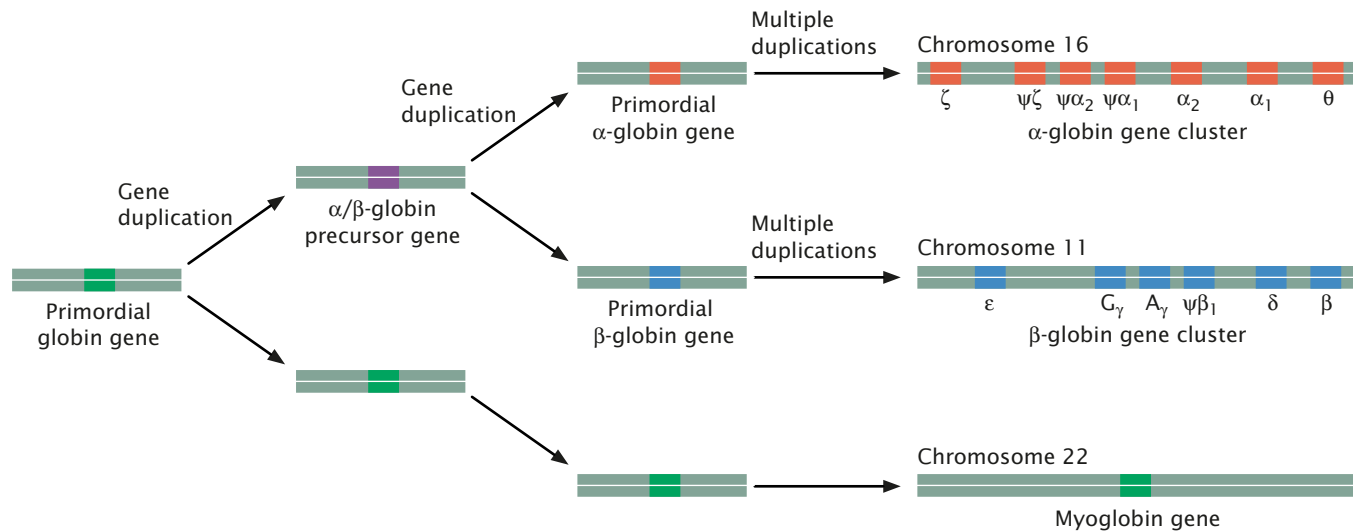 Multiple
duplications
Chromosome 16
ζ ψζ ψα₂ ψα₁ α₂ α₁ θ
α-globin gene cluster
Gene
duplication
Primordial
α-globin gene
Gene
duplication
α/β-globin
precursor gene
Multiple
duplications
Chromosome 11
ε Gᵧ Aᵧ ψβ₁ δ β
β-globin gene cluster
Primordial
globin gene
Primordial
β-globin gene
Chromosome 22
Myoglobin gene